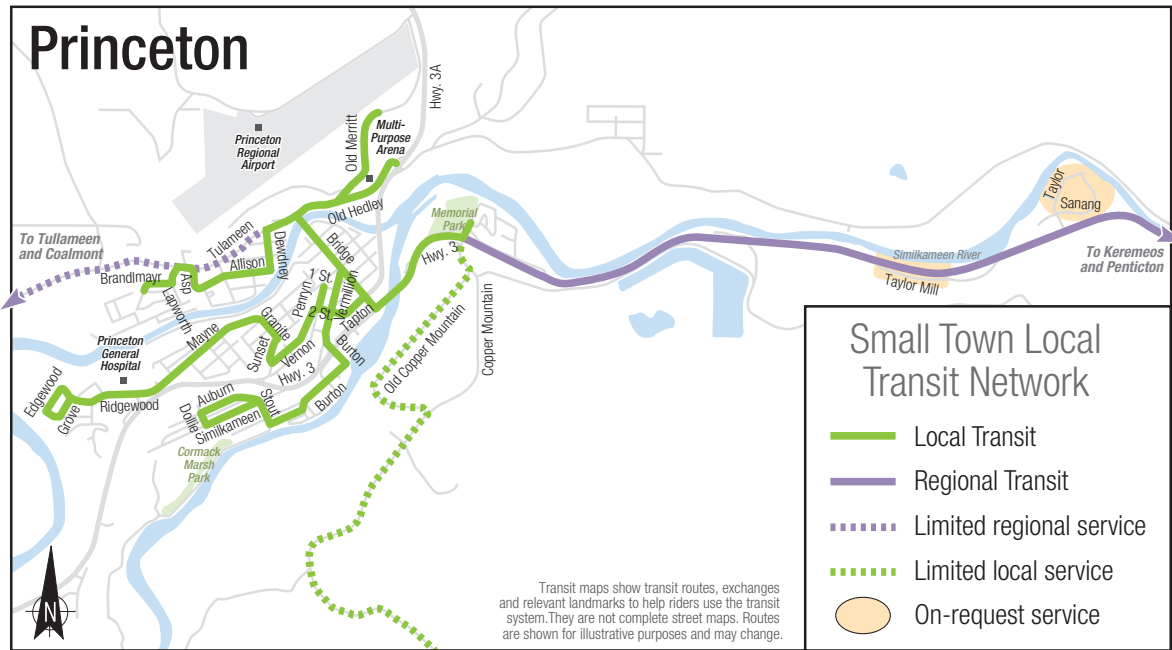 Princeton
Hwy. 3A
Princeton
Regional
Airport
Old Merritt
Multi-
Purpose
Arena
Old Hedley
Memorial
Park
Hwy. 3
Taylor
Sanang
To Tullameen
and Coalmont
Tulameen
Dewdney
Bridge
Allison
Brandlmayr
Asp
Lapworth
1 St.
2 St.
Penryn
Vermillion
Tapton
Similkameen River
Taylor Mill
To Keremeos
and Penticton
Granite
Mayne
Sunset
Vernon
Hwy. 3
Burton
Burton
Old Copper Mountain
Copper Mountain
Princeton
General
Hospital
Edgewood
Grove
Ridgewood
Auburn
Dollie
Stout
Similkameen
Cormack
Marsh
Park
Small Town Local
Transit Network
Local Transit
Regional Transit
Limited regional service
Limited local service
On-request service
Transit maps show transit routes, exchanges
and relevant landmarks to help riders use the transit
system.They are not complete street maps. Routes
are shown for illustrative purposes and may change.
N